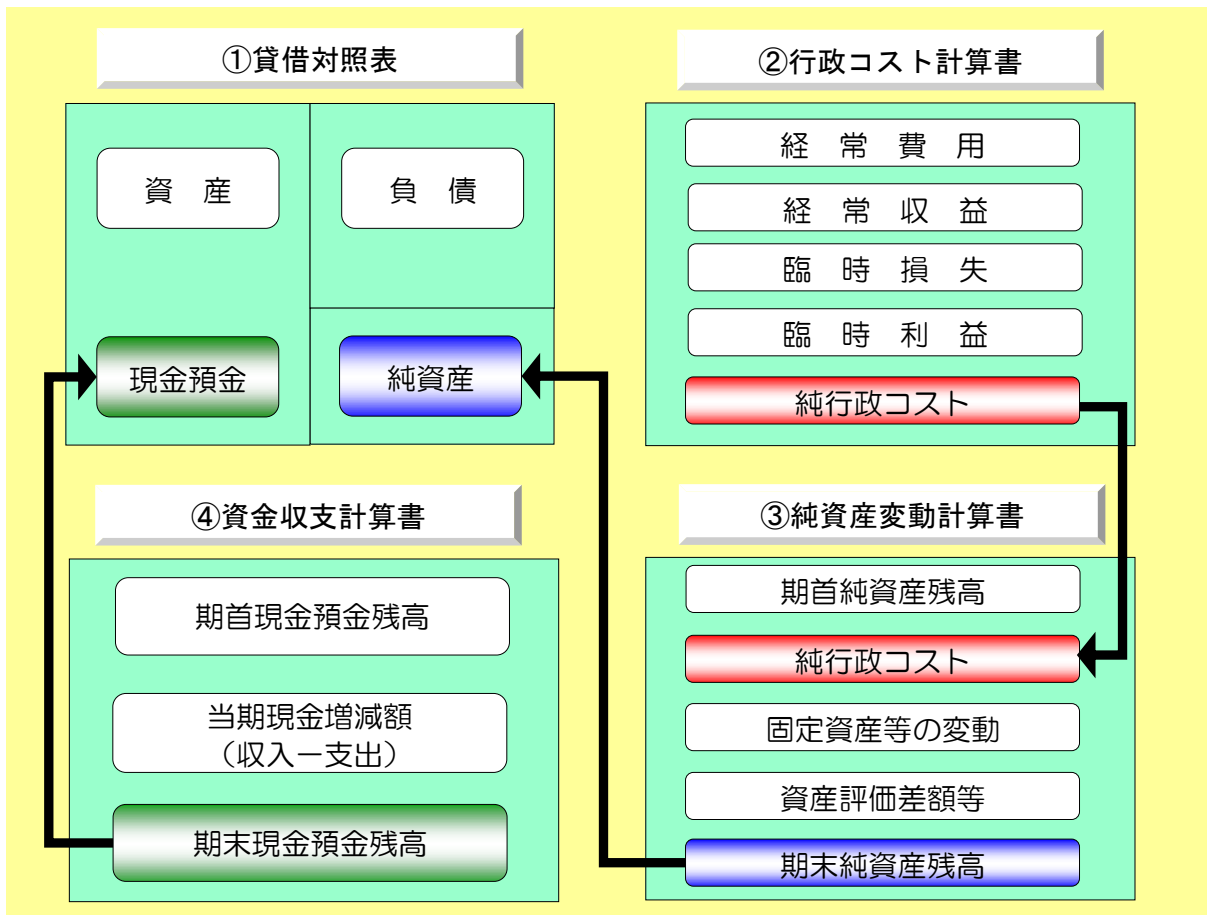 ①貸借対照表
資　産
負　債
現金預金
純資産
②行政コスト計算書
経　常　費　用
経　常　収　益
臨　時　損　失
臨　時　利　益
純行政コスト
④資金収支計算書
期首現金預金残高
当期現金増減額
（収入ー支出）
期末現金預金残高
③純資産変動計算書
期首純資産残高
純行政コスト
固定資産等の変動
資産評価差額等
期末純資産残高